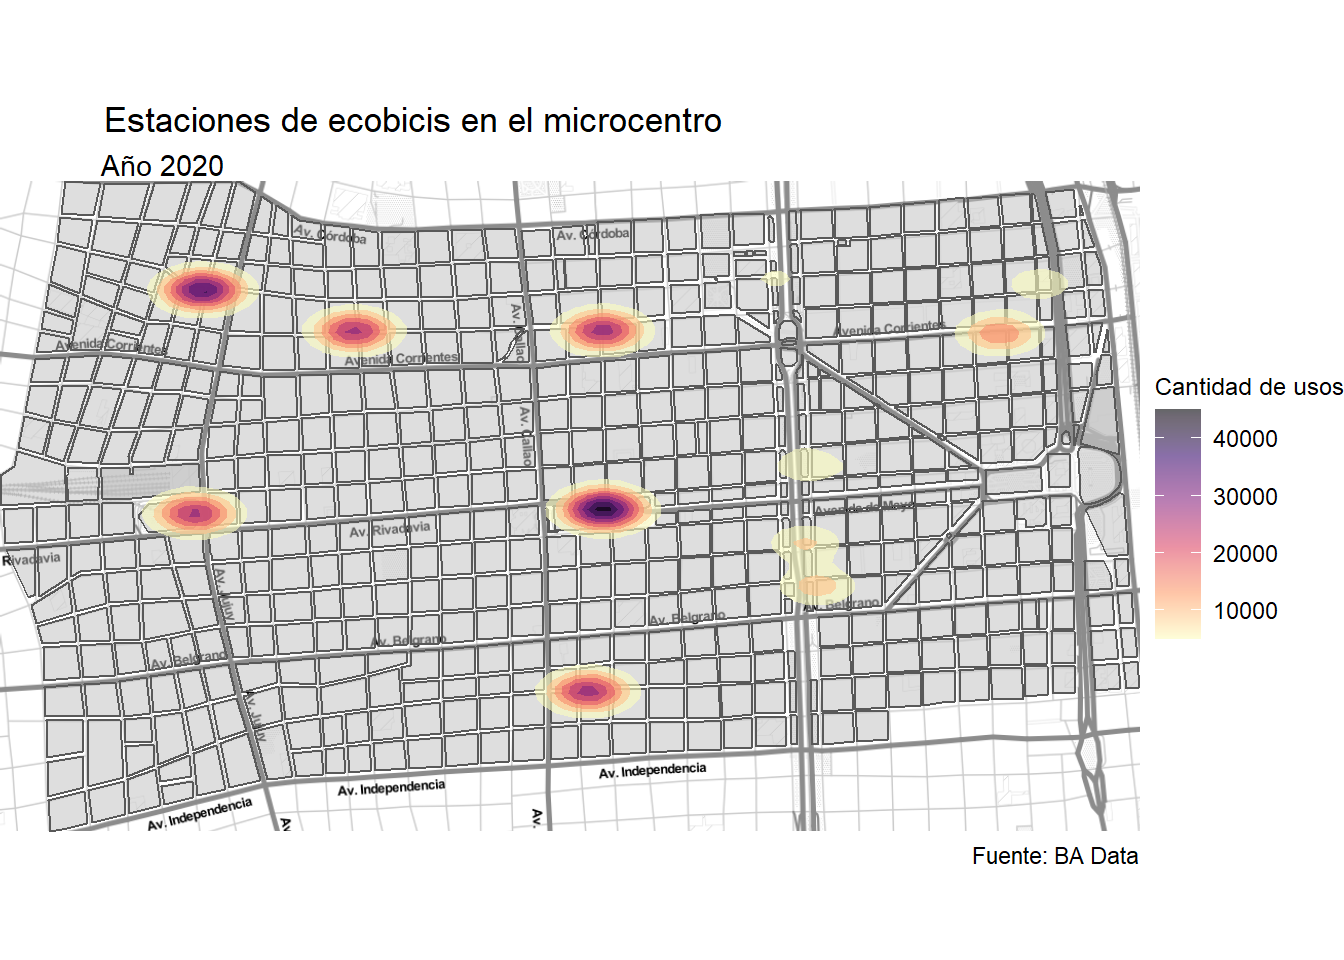 Estaciones de ecobicis en el microcentro
Año 2020
Av. Córdoba
Av. Córdoba
Av. Callao
Avenida Corrientes
Avenida Corrientes
Avenida Corrientes
Cantidad de usos
40000
30000
20000
10000
Av. Callao
Avenida de Mayo
Av. Rivadavia
Rivadavia
Av. Jujuy
Av. Belgrano
Av. Belgrano
Av. Belgrano
Av. Belgrano
Av. Jujuy
Av. Independencia
Av. Independencia
Av. Independencia
Av.
Av.
Fuente: BA Data